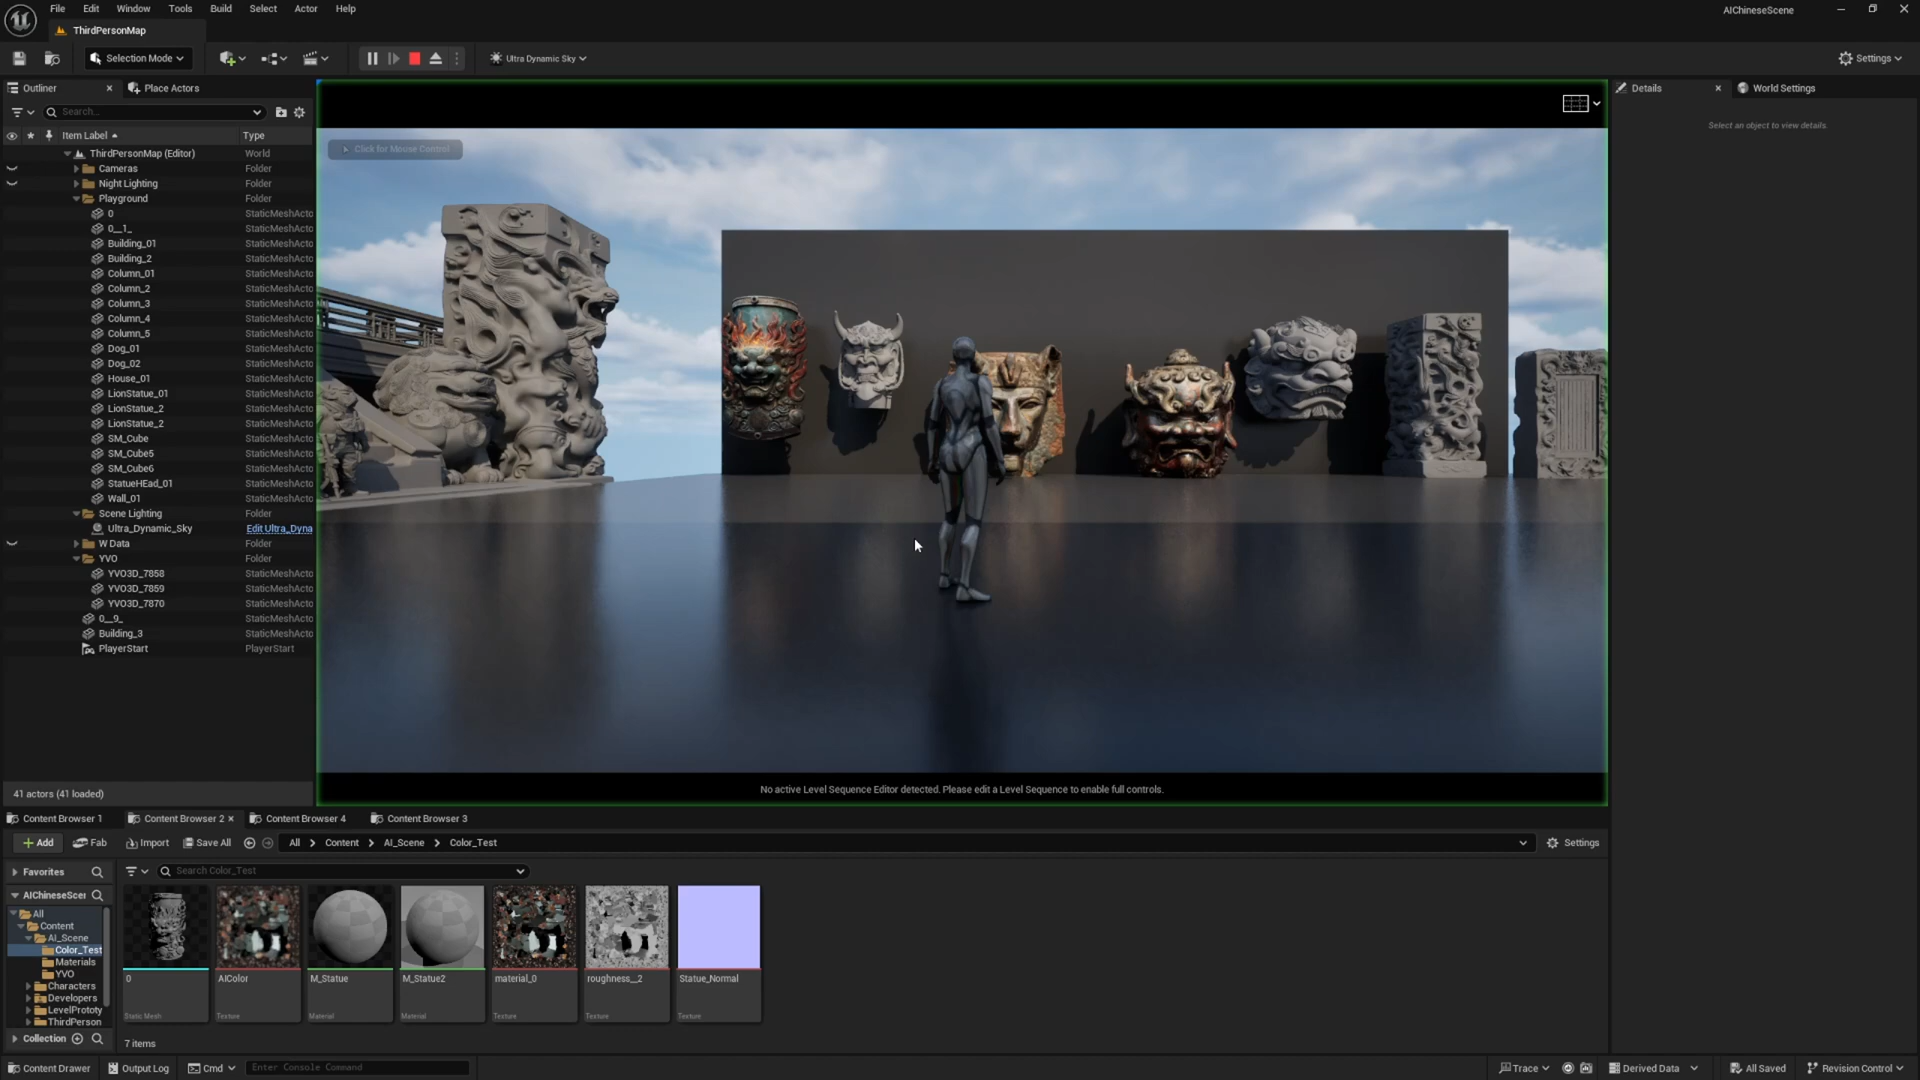 File Edit Window Tools Build Select Actor Help
AIChineseScene
ThirdPersonMap
Selection Mode
Ultra Dynamic Sky
Settings
Outliner
Place Actors
Search...
Item Label Type
ThirdPersonMap (Editor) World
Cameras Folder
Night Lighting Folder
Playground Folder
0 StaticMeshActo
0__1_ StaticMeshActo
Building_01 StaticMeshActo
Building_2 StaticMeshActo
Column_01 StaticMeshActo
Column_2 StaticMeshActo
Column_3 StaticMeshActo
Column_4 StaticMeshActo
Column_5 StaticMeshActo
Dog_01 StaticMeshActo
Dog_02 StaticMeshActo
House_01 StaticMeshActo
LionStatue_01 StaticMeshActo
LionStatue_2 StaticMeshActo
LionStatue_2 StaticMeshActo
SM_Cube StaticMeshActo
SM_Cube5 StaticMeshActo
SM_Cube6 StaticMeshActo
StatueHEad_01 StaticMeshActo
Wall_01 StaticMeshActo
Scene Lighting Folder
Ultra_Dynamic_Sky Edit Ultra_Dyna
W Data Folder
YVO Folder
YVO3D_7858 StaticMeshActo
YVO3D_7859 StaticMeshActo
YVO3D_7870 StaticMeshActo
0__9_ StaticMeshActo
Building_3 StaticMeshActo
PlayerStart PlayerStart
41 actors (41 loaded)
Click for Mouse Control
No active Level Sequence Editor detected. Please edit a Level Sequence to enable full controls.
Details
World Settings
Select an object to view details.
Content Browser 1
Content Browser 2
Content Browser 4
Content Browser 3
Add
Fab
Import
Save All
All > Content > AI_Scene > Color_Test
Settings
Favorites
AIChineseScer
All
Content
AI_Scene
Color_Test
Materials
YVO
Characters
Developers
LevelPrototy
ThirdPerson
Collection
Search Color_Test
0
Static Mesh
AIColor
Texture
M_Statue
Material
M_Statue2
Material
material_0
Texture
roughness__2
Texture
Statue_Normal
Texture
7 items
Content Drawer
Output Log
Cmd
Enter Console Command
Trace
Derived Data
All Saved
Revision Control